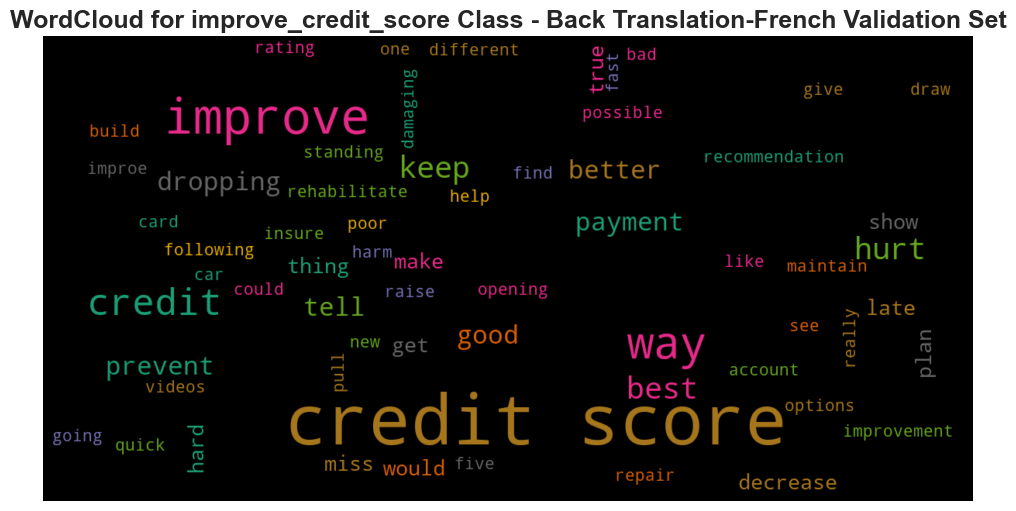 WordCloud for improve_credit_score Class - Back Translation-French Validation Set
rating one different true fast bad
damaging give draw
improve possible
build standing keep recommendation
improe dropping rehabilitate help find better
card insure poor payment show
following harm hurt
car thing make like maintain
credit could raise opening
tell late
new get good way see really plan
prevent pull account
videos best
credit score options
going quick hard improvement
miss would five repair decrease